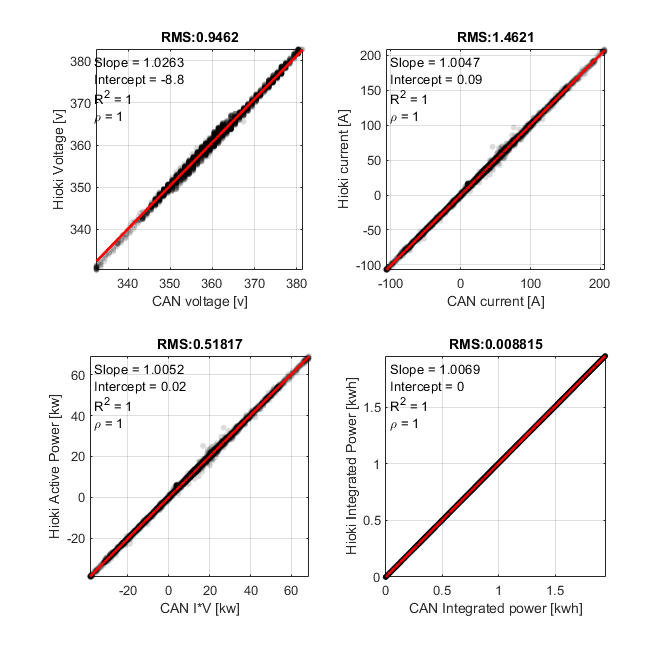 RMS:0.9462
Slope = 1.0263
Intercept = -8.8
R² = 1
ρ = 1
380
370
360
350
340
340 350 360 370 380
Hioki Voltage [v]
CAN voltage [v]
RMS:1.4621
Slope = 1.0047
Intercept = 0.09
R² = 1
ρ = 1
200
150
100
50
0
-50
-100
-100 0 100 200
Hioki current [A]
CAN current [A]
RMS:0.51817
Slope = 1.0052
Intercept = 0.02
R² = 1
ρ = 1
60
40
20
0
-20
-20 0 20 40 60
Hioki Active Power [kw]
CAN I*V [kw]
RMS:0.008815
Slope = 1.0069
Intercept = 0
R² = 1
ρ = 1
1.5
1
0.5
0
0 0.5 1 1.5
Hioki Integrated Power [kwh]
CAN Integrated power [kwh]